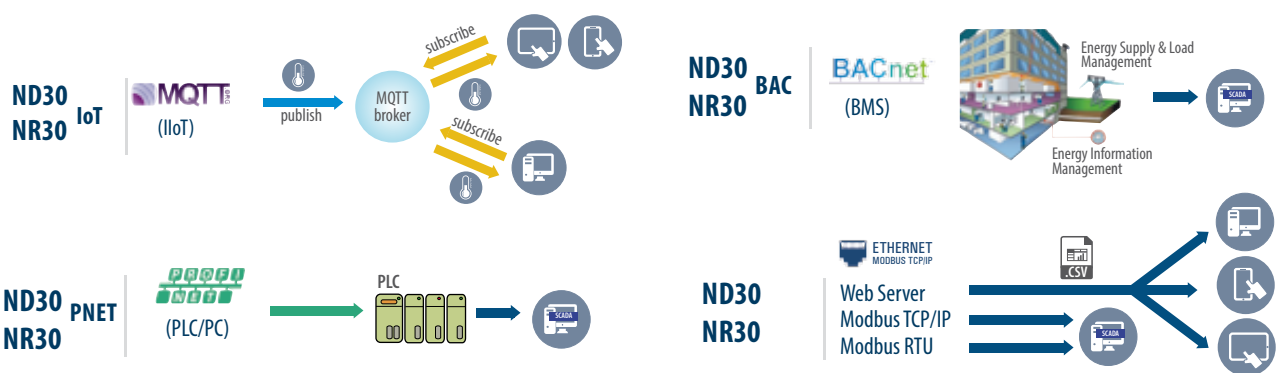 ND30
NR30
IoT
MQTT
ORG
(IIoT)
publish
MQTT
broker
subscribe
subscribe
ND30
NR30
BAC
BACnet
(BMS)
Energy Supply & Load
Management
Energy Information
Management
SCADA
ND30
NR30
PNET
PROFI
NET
(PLC/PC)
PLC
SCADA
ND30
NR30
ETHERNET
MODBUS TCP/IP
Web Server
Modbus TCP/IP
Modbus RTU
.CSV
SCADA